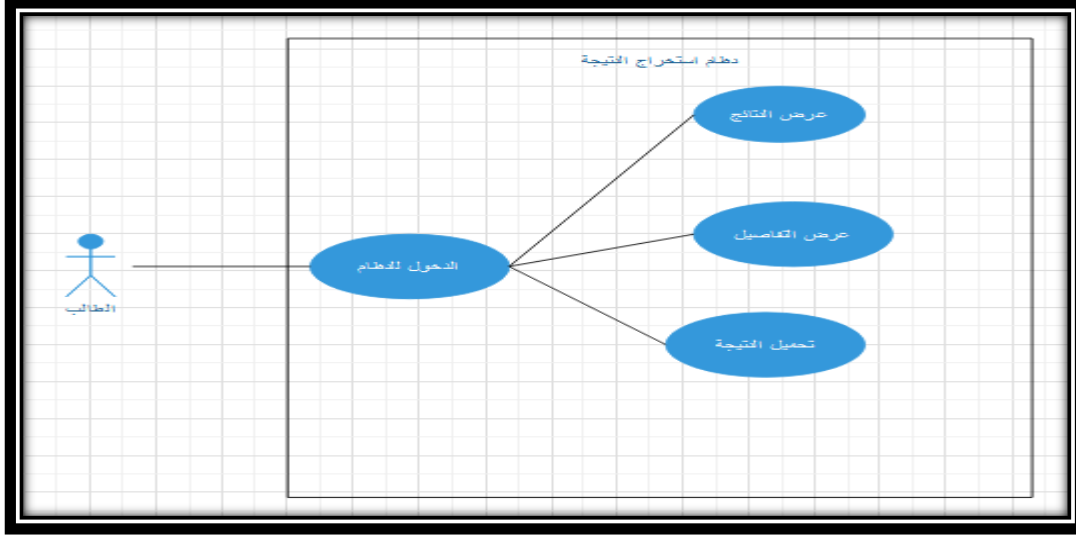 نظام استخراج النتيجة
عرض النتائج
عرض التفاصيل
الدخول للنظام
الطالب
تحميل النتيجة